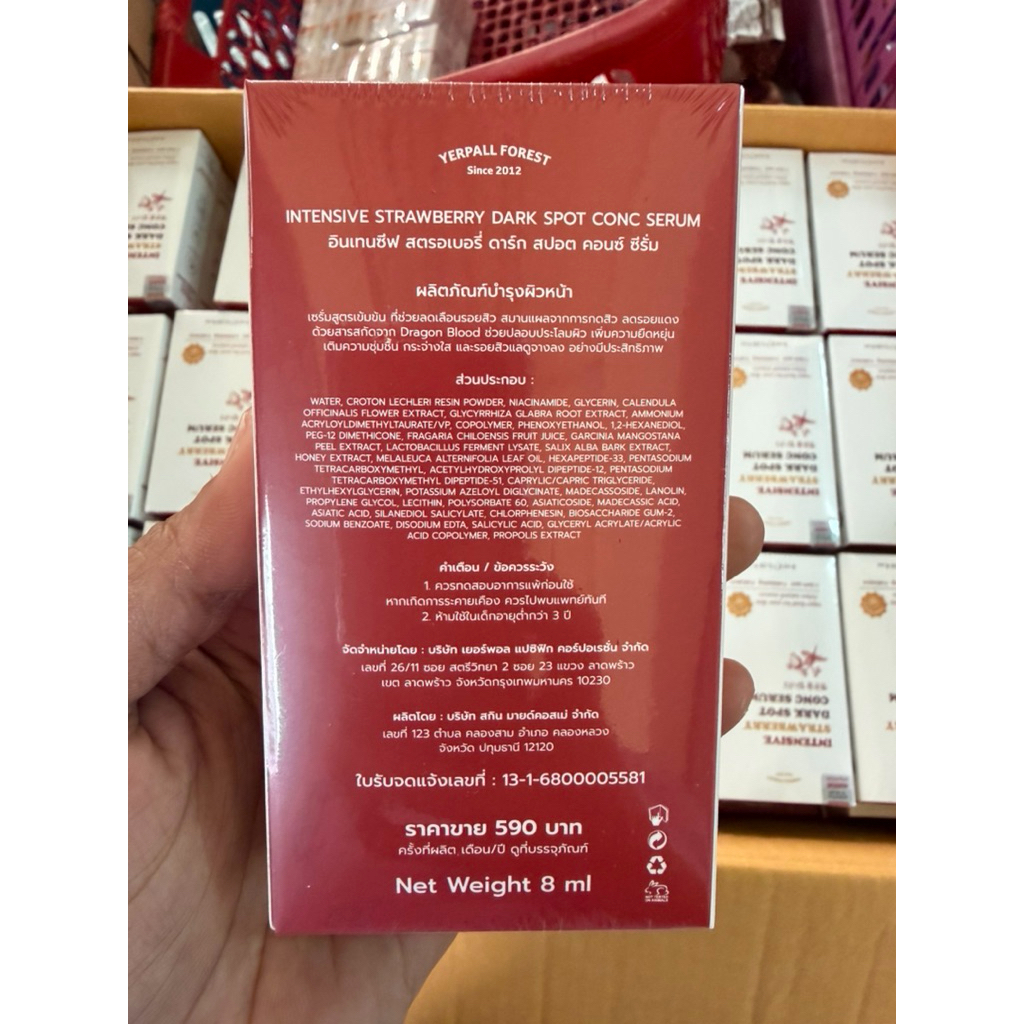 YERPALL FOREST
Since 2012
INTENSIVE STRAWBERRY DARK SPOT CONC SERUM
อินเทนซีฟ สตรอเบอรี่ ดาร์ก สปอต คอนซ์ ซีรั่ม
ผลิตภัณฑ์บำรุงผิวหน้า
เซรั่มสูตรเข้มข้น ที่ช่วยลดเลือนรอยสิว สมานแผลจากการกดสิว ลดรอยแดง
ด้วยสารสกัดจาก Dragon Blood ช่วยปลอบประโลมผิว เพิ่มความยืดหยุ่น
เติมความชุ่มชื้น กระจ่างใส และรอยสิวแลดูจางลง อย่างมีประสิทธิภาพ
ส่วนประกอบ :
WATER, CROTON LECHLERI RESIN POWDER, NIACINAMIDE, GLYCERIN, CALENDULA
OFFICINALIS FLOWER EXTRACT, GLYCYRRHIZA GLABRA ROOT EXTRACT, AMMONIUM
ACRYLOYLDIMETHYLTAURATE/VP, COPOLYMER, PHENOXYETHANOL, 1,2-HEXANEDIOL,
PEG-12 DIMETHICONE, FRAGARIA CHILOENSIS FRUIT JUICE, GARCINIA MANGOSTANA
PEEL EXTRACT, LACTOBACILLUS FERMENT LYSATE, SALIX ALBA BARK EXTRACT,
HONEY EXTRACT, MELALEUCA ALTERNIFOLIA LEAF OIL, HEXAPEPTIDE-33, PENTASODIUM
TETRACARBOXYMETHYL, ACETYLHYDROXYPROLYL DIPEPTIDE-12, PENTASODIUM
TETRACARBOXYMETHYL DIPEPTIDE-51, CAPRYLIC/CAPRIC TRIGLYCERIDE,
ETHYLHEXYLGLYCERIN, POTASSIUM AZELOYL DIGLYCINATE, MADECASSOSIDE, LANOLIN,
PROPYLENE GLYCOL, LECITHIN, POLYSORBATE 60, ASIATICOSIDE, MADECASSIC ACID,
ASIATIC ACID, SILANEDIOL SALICYLATE, CHLORPHENESIN, BIOSACCHARIDE GUM-2,
SODIUM BENZOATE, DISODIUM EDTA, SALICYLIC ACID, GLYCERYL ACRYLATE/ACRYLIC
ACID COPOLYMER, PROPOLIS EXTRACT
คำเตือน / ข้อควรระวัง
1. ควรทดสอบอาการแพ้ก่อนใช้
หากเกิดการระคายเคือง ควรไปพบแพทย์ทันที
2. ห้ามใช้ในเด็กอายุต่ำกว่า 3 ปี
จัดจำหน่ายโดย : บริษัท เยอร์พอล แปซิฟิก คอร์ปอเรชั่น จำกัด
เลขที่ 26/11 ซอย สตรีวิทยา 2 ซอย 23 แขวง ลาดพร้าว
เขต ลาดพร้าว จังหวัดกรุงเทพมหานคร 10230
ผลิตโดย : บริษัท สกิน มายด์คอสเม่ จำกัด
เลขที่ 123 ตำบล คลองสาม อำเภอ คลองหลวง
จังหวัด ปทุมธานี 12120
ใบรับจดแจ้งเลขที่ : 13-1-6800005581
ราคาขาย 590 บาท
ครั้งที่ผลิต เดือน/ปี ดูที่บรรจุภัณฑ์
Net Weight 8 ml
NOT TESTED
ON ANIMALS
INTENSIVE
STRAWBERRY
DARK SPOT
CONC SERUM